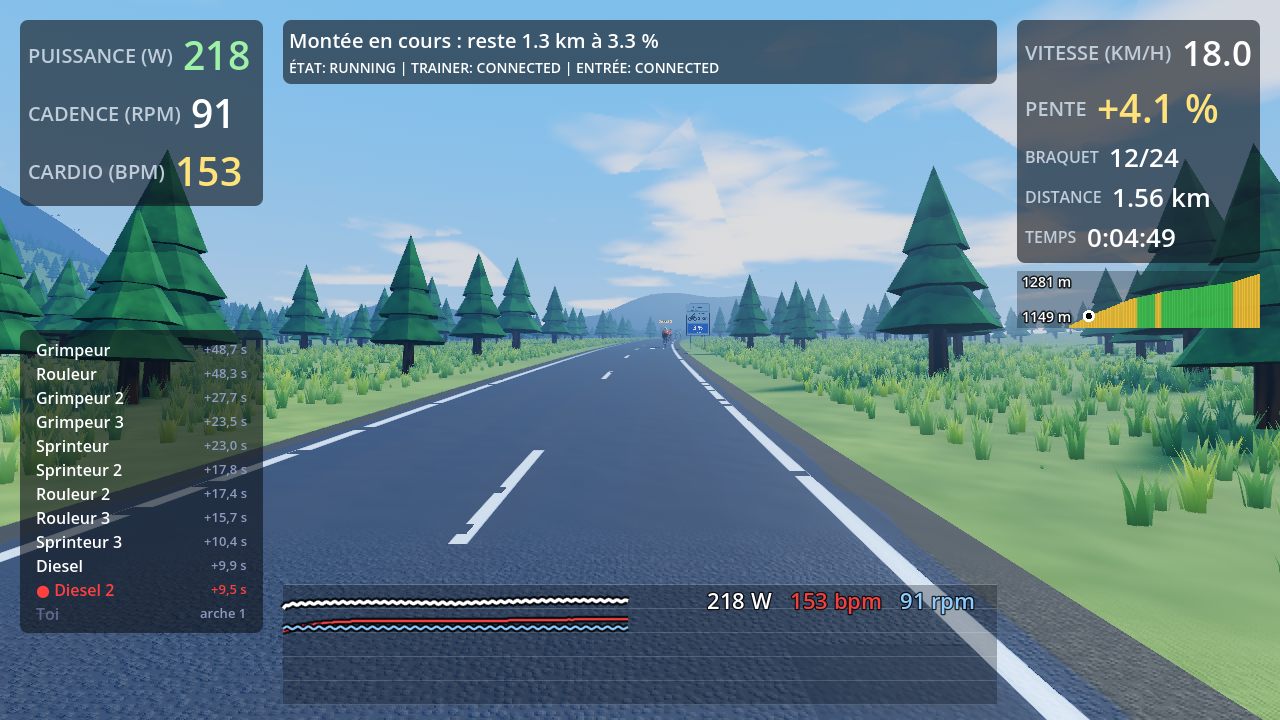 PUISSANCE (W) 218
CADENCE (RPM) 91
CARDIO (BPM) 153
Montée en cours : reste 1.3 km à 3.3 %
ÉTAT: RUNNING | TRAINER: CONNECTED | ENTRÉE: CONNECTED
VITESSE (KM/H) 18.0
PENTE +4.1 %
BRAQUET 12/24
DISTANCE 1.56 km
TEMPS 0:04:49
1281 m
1149 m
Grimpeur +48,7 s
Rouleur +48,3 s
Grimpeur 2 +27,7 s
Grimpeur 3 +23,5 s
Sprinteur +23,0 s
Sprinteur 2 +17,8 s
Rouleur 2 +17,4 s
Rouleur 3 +15,7 s
Sprinteur 3 +10,4 s
Diesel +9,9 s
Diesel 2 +9,5 s
Toi arche 1
218 W 153 bpm 91 rpm